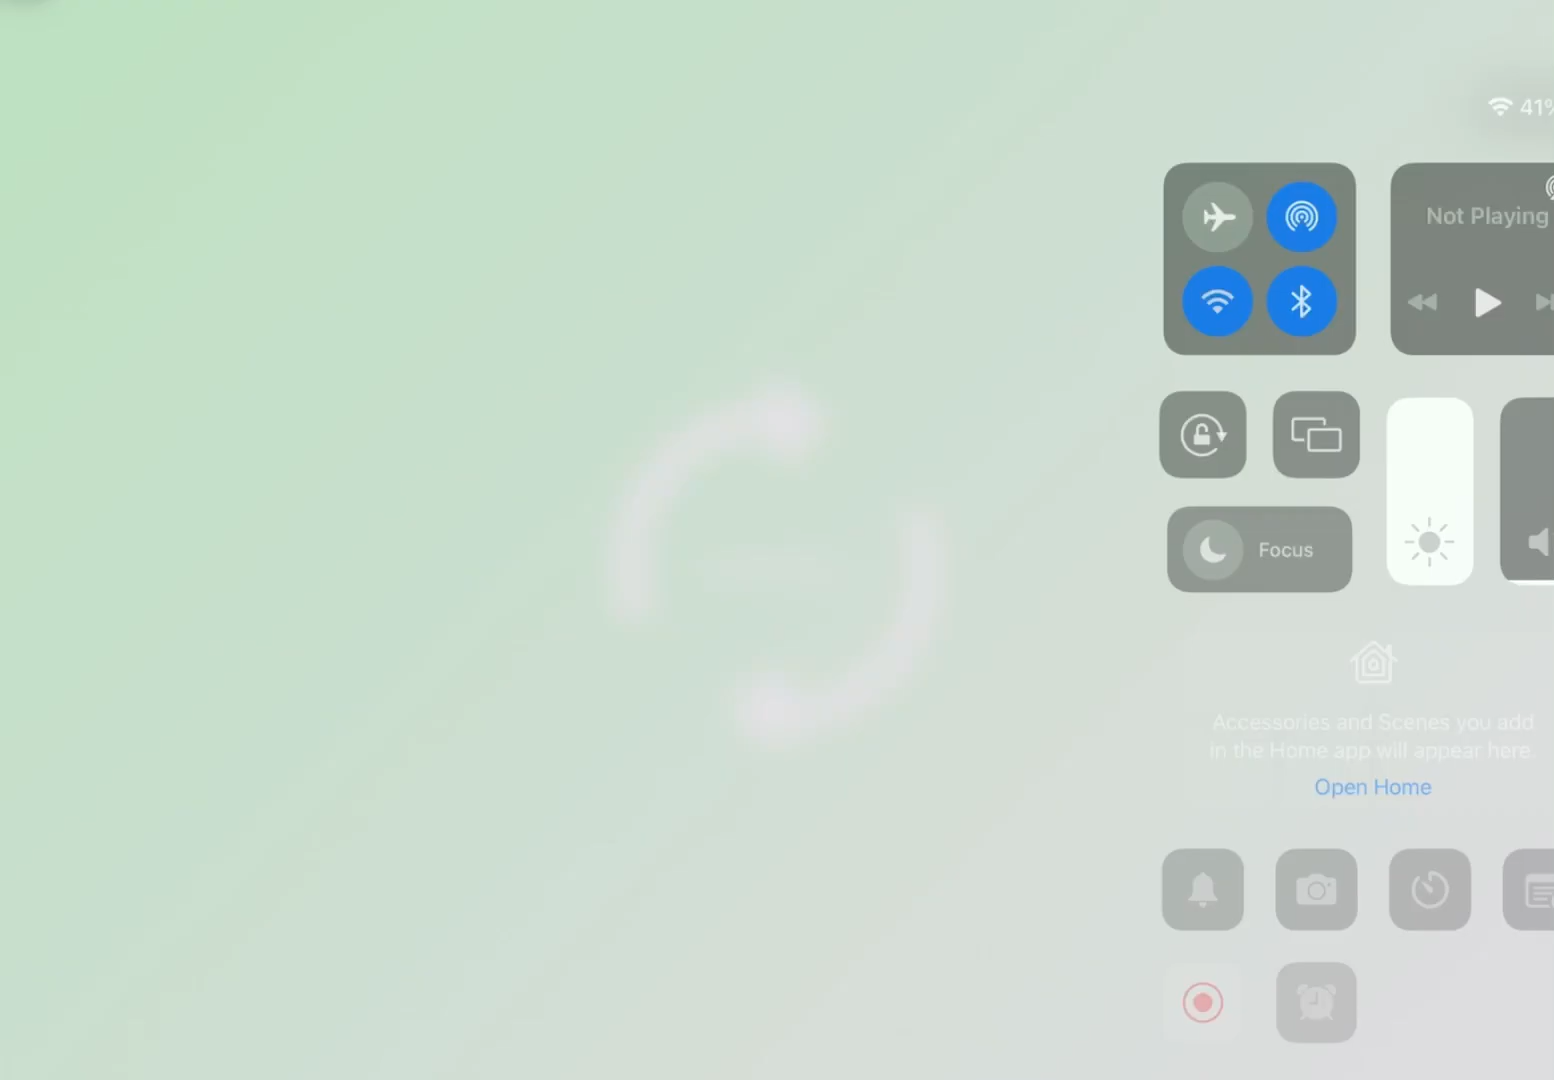 41%
Not Playing
Focus
Accessories and Scenes you add
in the Home app will appear here.
Open Home